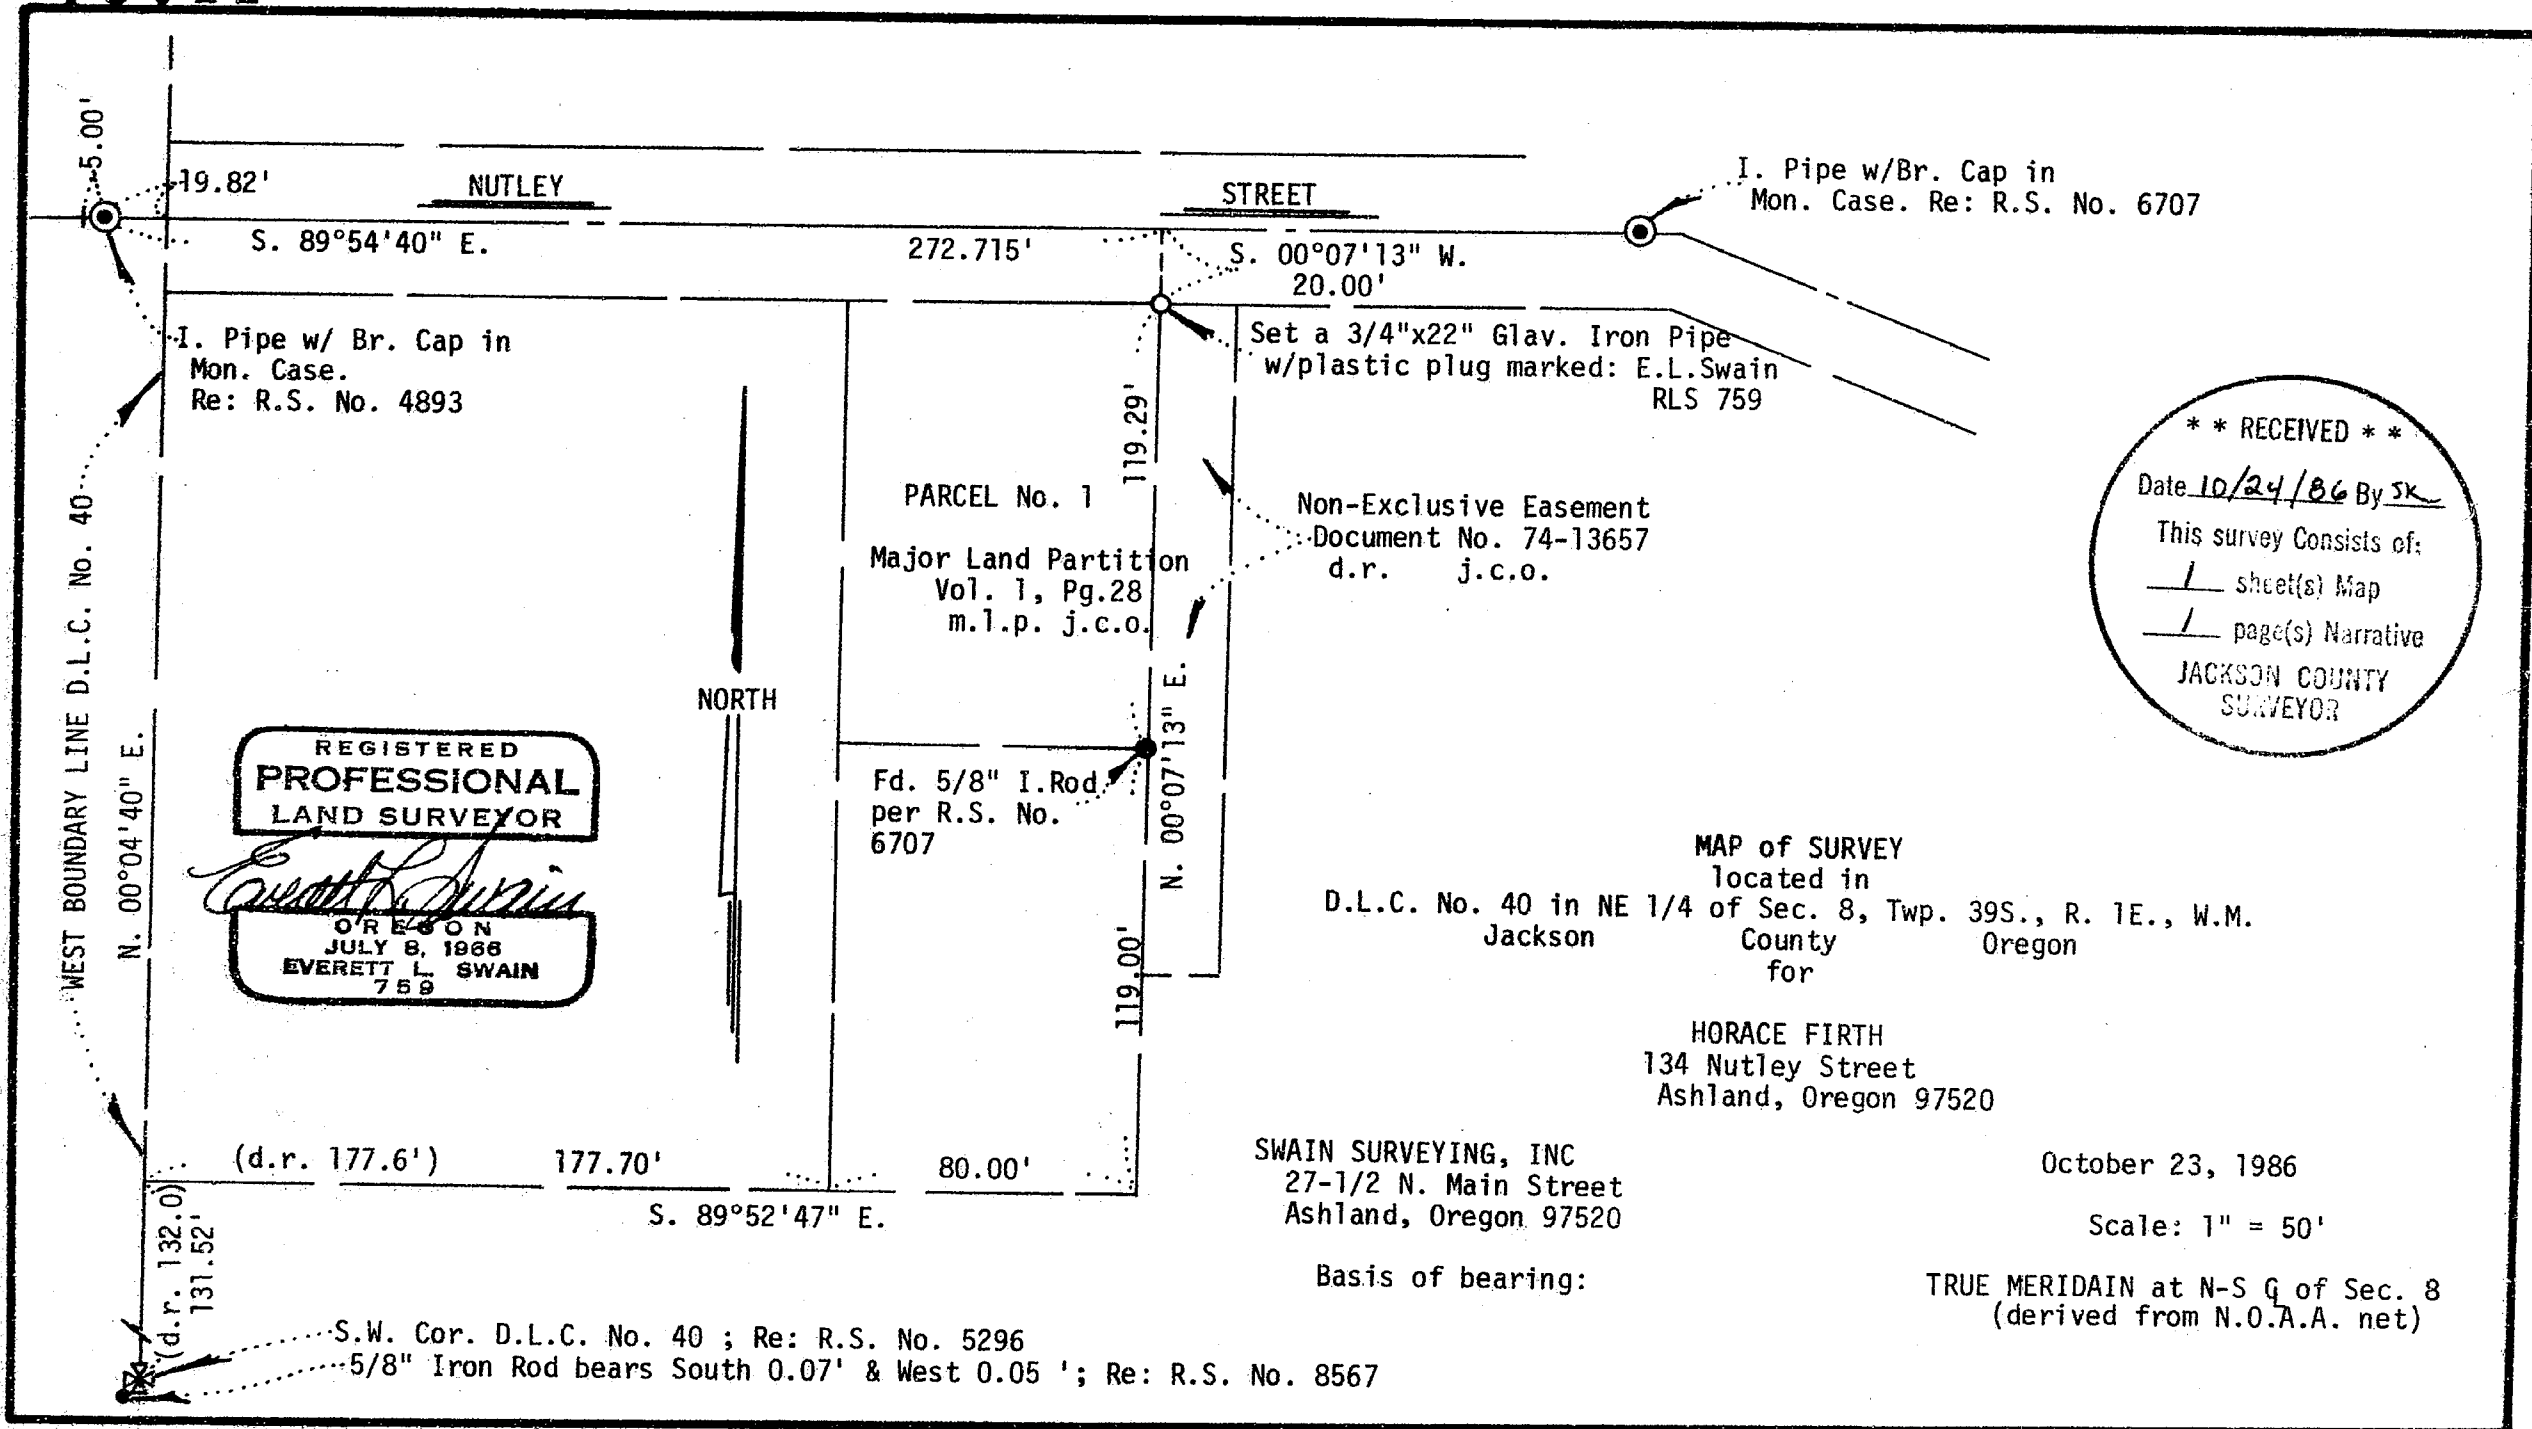 5.00'
19.82'
NUTLEY STREET
S. 89°54'40" E.
272.715'
S. 00°07'13" W.
20.00'
I. Pipe w/Br. Cap in
Mon. Case. Re: R.S. No. 6707
I. Pipe w/ Br. Cap in
Mon. Case.
Re: R.S. No. 4893
Set a 3/4"x22" Glav. Iron Pipe
w/plastic plug marked: E.L.Swain
RLS 759
119.29'
* * RECEIVED * *
Date 10/24/86 By SK
This survey Consists of:
1 sheet(s) Map
1 page(s) Narrative
JACKSON COUNTY
SURVEYOR
PARCEL No. 1
Major Land Partition
Vol. 1, Pg.28
m.l.p. j.c.o.
Non-Exclusive Easement
Document No. 74-13657
d.r. j.c.o.
WEST BOUNDARY LINE D.L.C. No. 40
N. 00°04'40" E.
NORTH
REGISTERED
PROFESSIONAL
LAND SURVEYOR
Everett L. Swain
OREGON
JULY 8, 1966
EVERETT L. SWAIN
759
Fd. 5/8" I.Rod
per R.S. No.
6707
N. 00°07'13" E.
119.00'
MAP of SURVEY
located in
D.L.C. No. 40 in NE 1/4 of Sec. 8, Twp. 39S., R. 1E., W.M.
Jackson County Oregon
for
HORACE FIRTH
134 Nutley Street
Ashland, Oregon 97520
(d.r. 177.6') 177.70' 80.00'
S. 89°52'47" E.
(d.r. 132.0)
131.52'
SWAIN SURVEYING, INC
27-1/2 N. Main Street
Ashland, Oregon 97520
October 23, 1986
Scale: 1" = 50'
Basis of bearing:
TRUE MERIDAIN at N-S ℄ of Sec. 8
(derived from N.O.A.A. net)
S.W. Cor. D.L.C. No. 40 ; Re: R.S. No. 5296
5/8" Iron Rod bears South 0.07' & West 0.05 '; Re: R.S. No. 8567